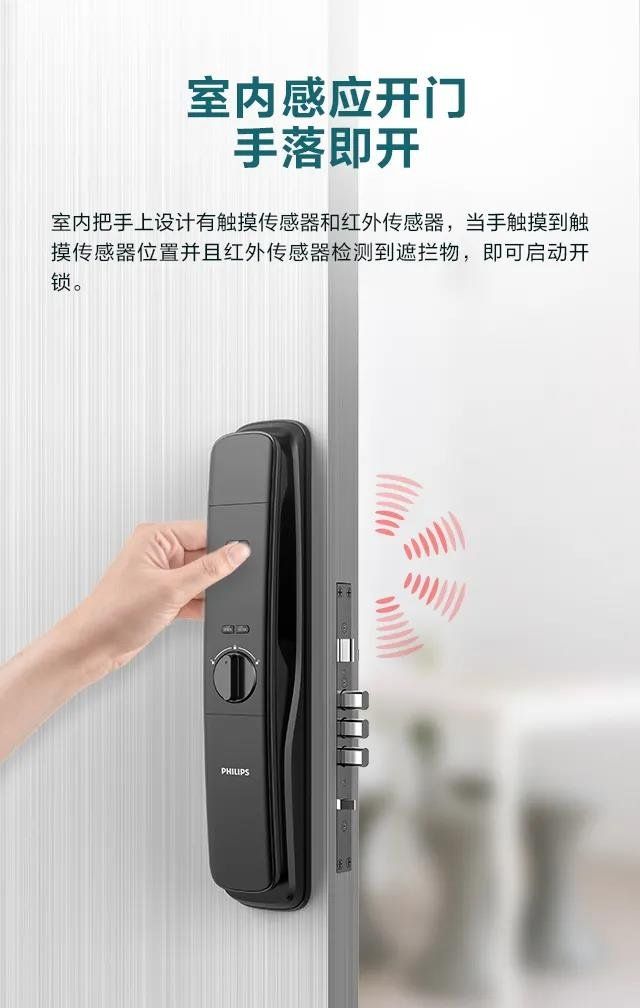 室内感应开门
手落即开
室内把手上设计有触摸传感器和红外传感器，当手触摸到触
摸传感器位置并且红外传感器检测到遮拦物，即可启动开
锁。
PHILIPS